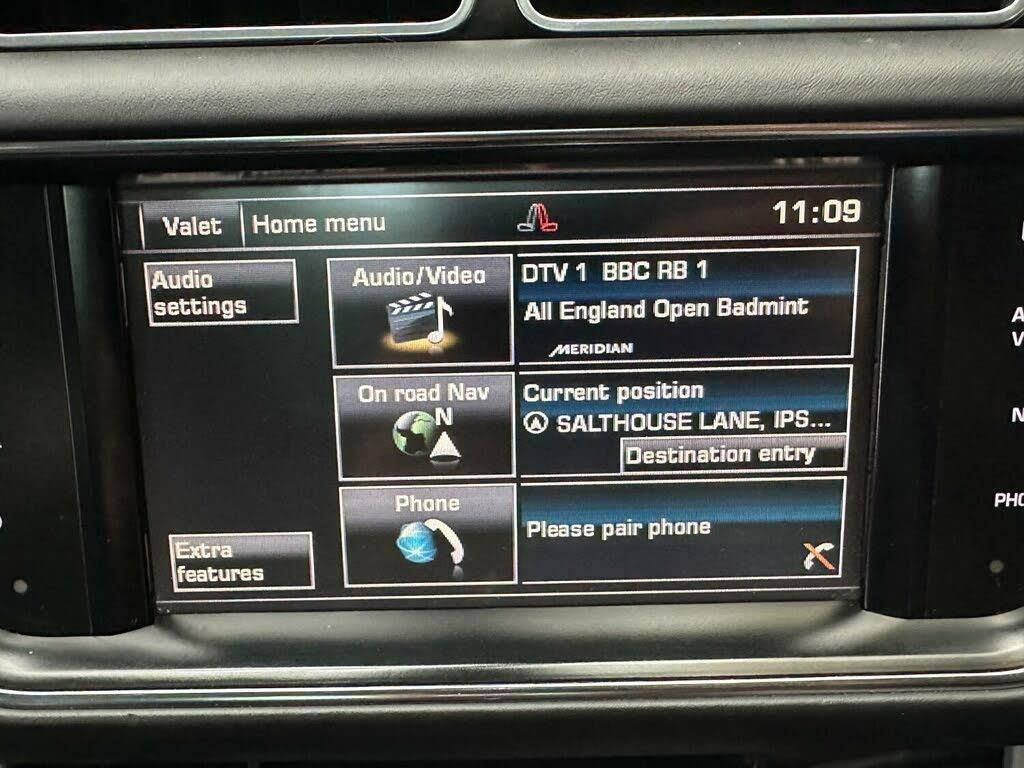 Valet
Home menu
11:09
Audio
settings
Audio/Video
DTV 1 BBC RB 1
All England Open Badmint
MERIDIAN
On road Nav
N
Current position
SALTHOUSE LANE, IPS...
Destination entry
Phone
Please pair phone
Extra
features
A
V
N
PHO